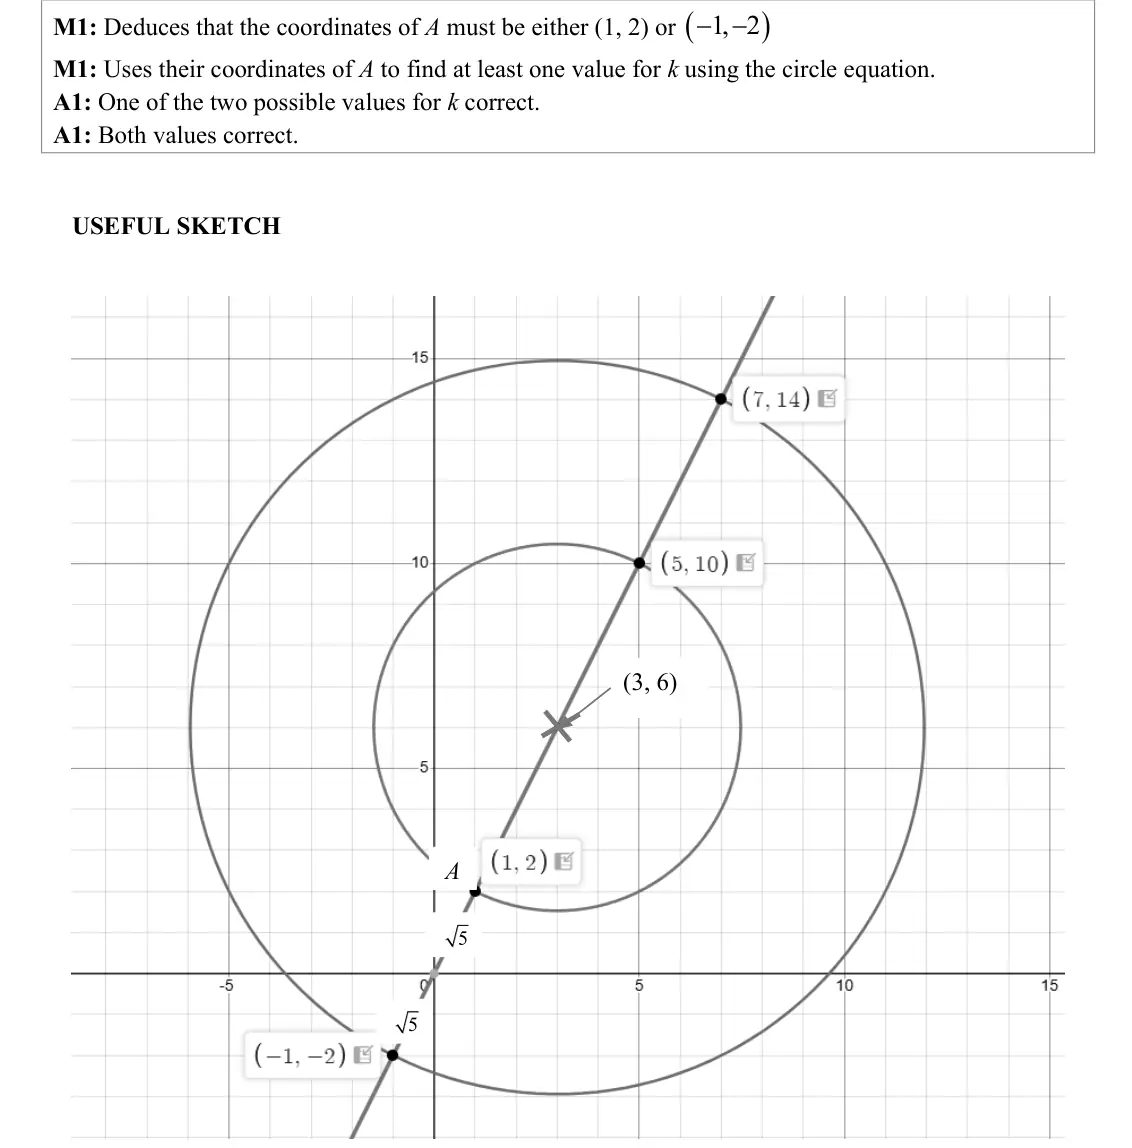 M1: Deduces that the coordinates of A must be either (1, 2) or (−1,−2)
M1: Uses their coordinates of A to find at least one value for k using the circle equation.
A1: One of the two possible values for k correct.
A1: Both values correct.
USEFUL SKETCH
15
(7, 14)
10
(5, 10)
(3, 6)
5
(1, 2)
A
√5
-5
0
5
10
15
√5
(−1, −2)